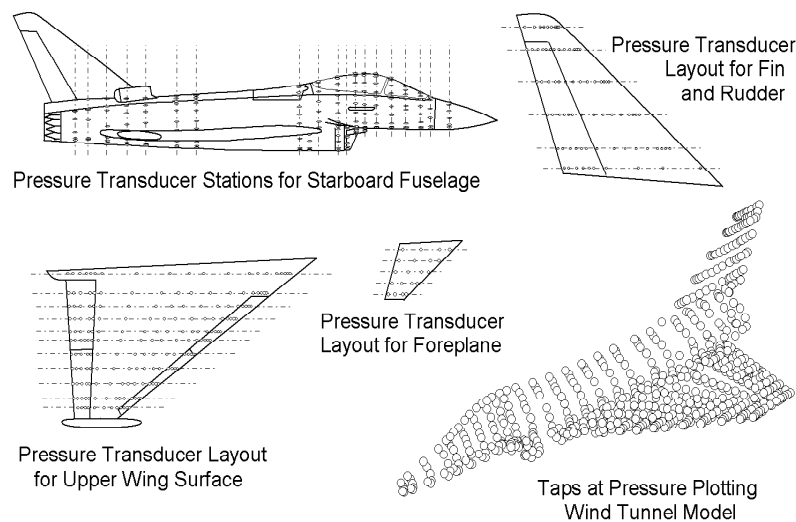 Pressure Transducer
Layout for Fin
and Rudder
Pressure Transducer Stations for Starboard Fuselage
Pressure Transducer
Layout for Foreplane
Pressure Transducer Layout
for Upper Wing Surface
Taps at Pressure Plotting
Wind Tunnel Model